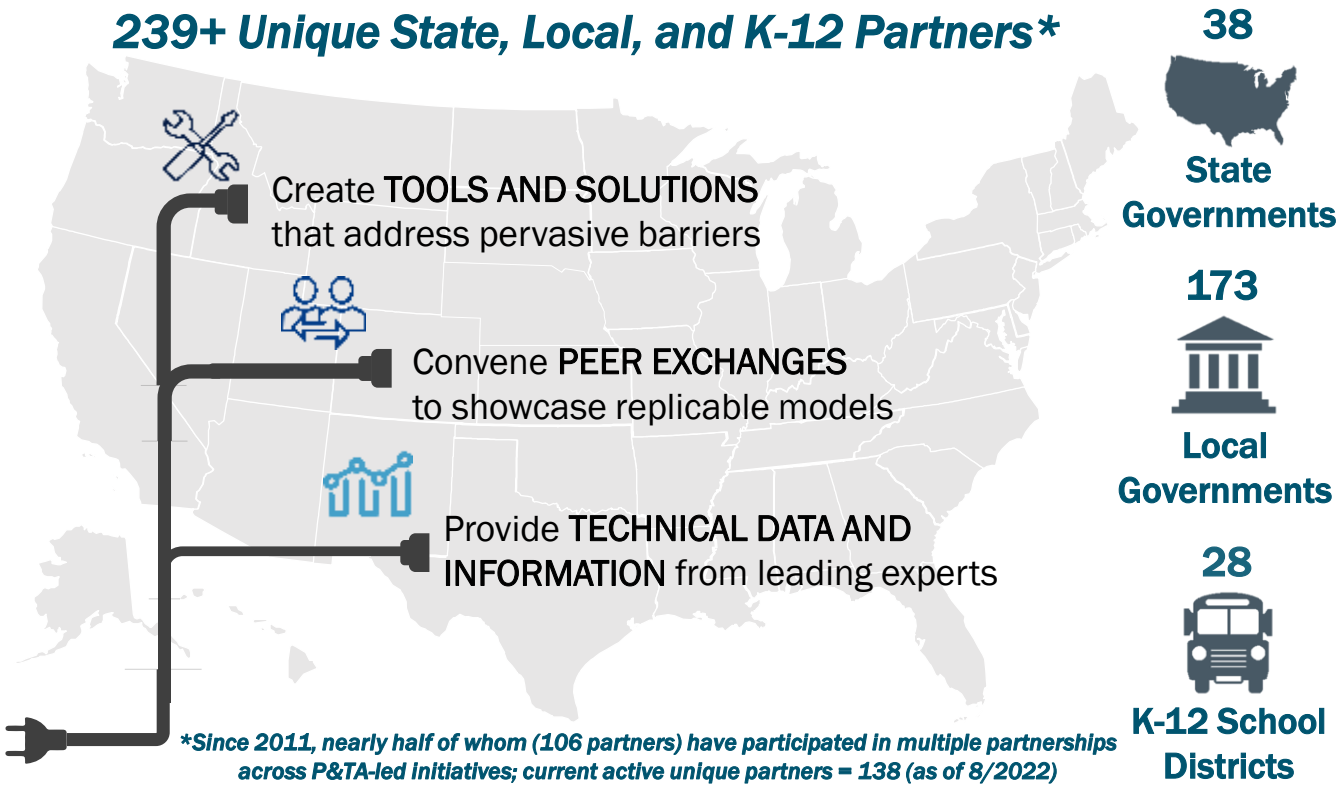 239+ Unique State, Local, and K-12 Partners*
Create TOOLS AND SOLUTIONS
that address pervasive barriers
Convene PEER EXCHANGES
to showcase replicable models
Provide TECHNICAL DATA AND
INFORMATION from leading experts
*Since 2011, nearly half of whom (106 partners) have participated in multiple partnerships
across P&TA-led initiatives; current active unique partners = 138 (as of 8/2022)
38
State
Governments
173
Local
Governments
28
K-12 School
Districts